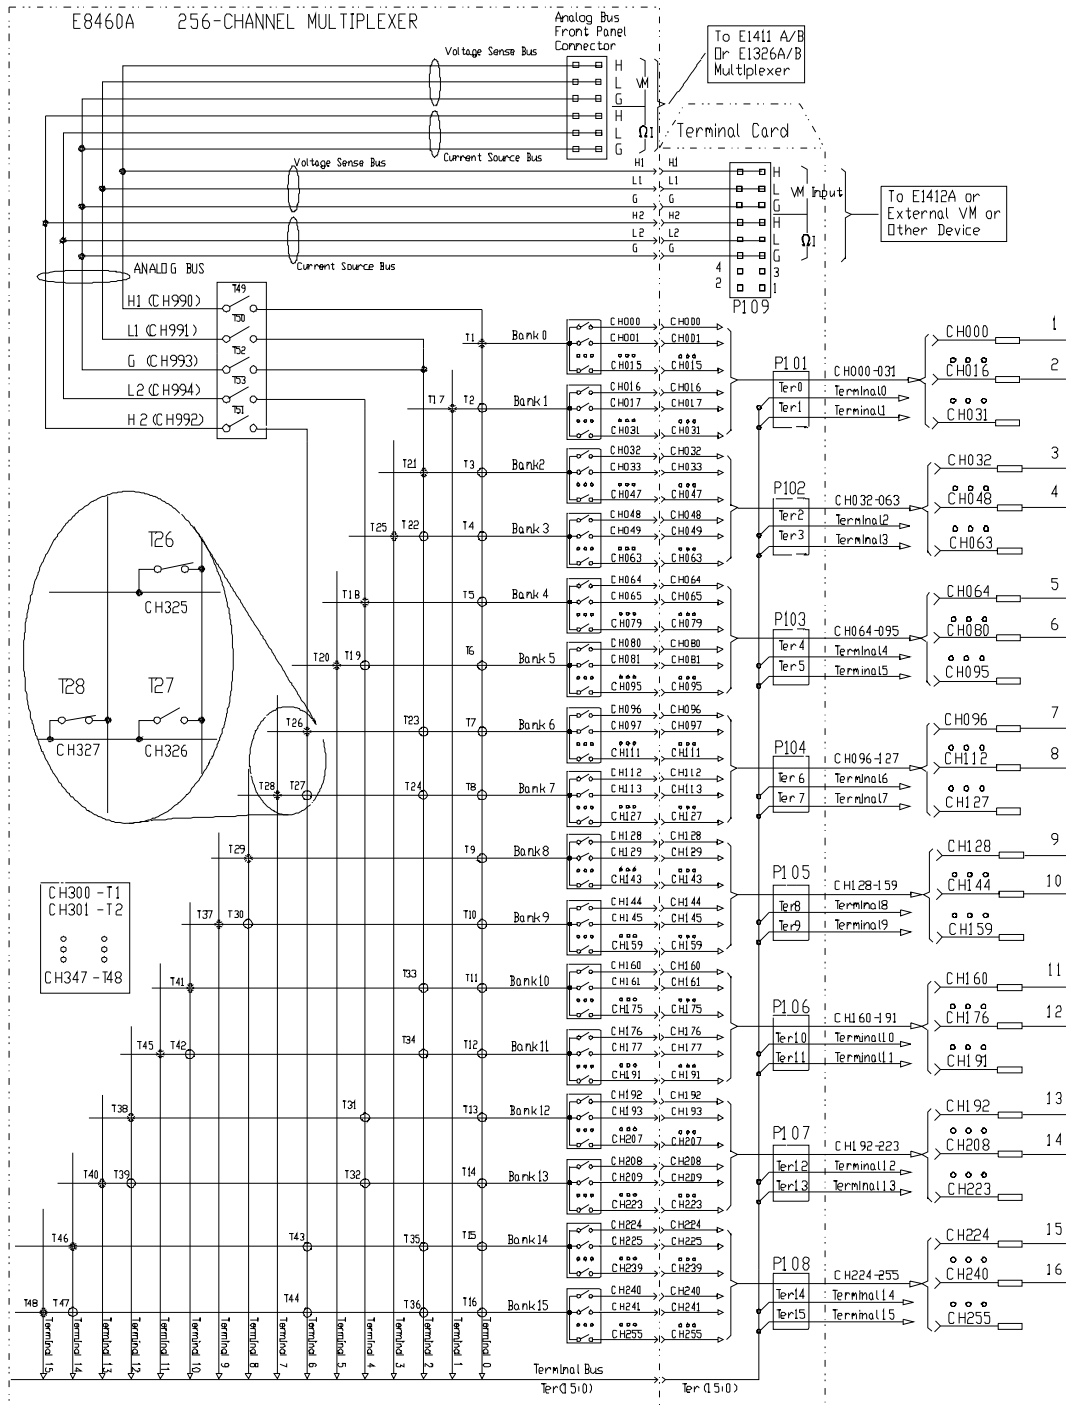 E8460A 256-CHANNEL MULTIPLEXER
Analog Bus
Front Panel
Connector
To E1411 A/B
Or E1326A/B
Multiplexer
Voltage Sense Bus
H
L
G
VM
H
L
G
ΩI
Current Source Bus
Terminal Card
Voltage Sense Bus
H1 H1
L1 L1
G G
H2 H2
L2 L2
G G
Current Source Bus
H
L
G
VM Input
H
L
G
ΩI
4 3
2 1
P109
To E1412A or
External VM or
Other Device
ANALOG BUS
H1 (CH990) T49
L1 (CH991) T50
G (CH993) T52
L2 (CH994) T53
H2 (CH992) T51
T1 Bank 0
CH000 CH000
CH001 CH001
CH015 CH015
T17 T2 Bank 1
CH016 CH016
CH017 CH017
CH031 CH031
P101
Ter0
Ter1
CH000-031
Terminal0
Terminal1
CH000 1
CH016 2
CH031
T21 T3 Bank2
CH032 CH032
CH033 CH033
CH047 CH047
T25 T22 T4 Bank 3
CH048 CH048
CH049 CH049
CH063 CH063
P102
Ter2
Ter3
CH032-063
Terminal2
Terminal3
CH032 3
CH048 4
CH063
T18 T5 Bank 4
CH064 CH064
CH065 CH065
CH079 CH079
T20 T19 T6 Bank 5
CH080 CH080
CH081 CH081
CH095 CH095
P103
Ter 4
Ter 5
CH064-095
Terminal4
Terminal5
CH064 5
CH080 6
CH095
T26
CH325
T28 T27
CH327 CH326
T26 T23 T7 Bank 6
CH096 CH096
CH097 CH097
CH111 CH111
T28 T27 T24 T8 Bank 7
CH112 CH112
CH113 CH113
CH127 CH127
P104
Ter 6
Ter 7
CH096-127
Terminal6
Terminal7
CH096 7
CH112 8
CH127
T29 T9 Bank 8
CH128 CH128
CH129 CH129
CH143 CH143
T37 T30 T10 Bank9
CH144 CH144
CH145 CH145
CH159 CH159
P105
Ter8
Ter9
CH128-159
Terminal8
Terminal9
CH128 9
CH144 10
CH159
CH300 -T1
CH301 -T2
CH347 -T48
T41 T33 T11 Bank10
CH160 CH160
CH161 CH161
CH175 CH175
T45 T42 T34 T12 Bank11
CH176 CH176
CH177 CH177
CH191 CH191
P106
Ter10
Ter11
CH160-191
Terminal10
Terminal11
CH160 11
CH176 12
CH191
T38 T31 T13 Bank12
CH192 CH192
CH193 CH193
CH207 CH207
T40 T39 T32 T14 Bank13
CH208 CH208
CH209 CH209
CH223 CH223
P107
Ter12
Ter13
CH192-223
Terminal12
Terminal13
CH192 13
CH208 14
CH223
T46 T43 T35 T15 Bank14
CH224 CH224
CH225 CH225
CH239 CH239
T48 T47 T44 T36 T16 Bank15
CH240 CH240
CH241 CH241
CH255 CH255
P108
Ter14
Ter15
CH224-255
Terminal14
Terminal15
CH224 15
CH240 16
CH255
Terminal 15
Terminal 14
Terminal 13
Terminal 12
Terminal 11
Terminal 10
Terminal 9
Terminal 8
Terminal 7
Terminal 6
Terminal 5
Terminal 4
Terminal 3
Terminal 2
Terminal 1
Terminal 0
Terminal Bus
Ter(15:0) Ter (15:0)